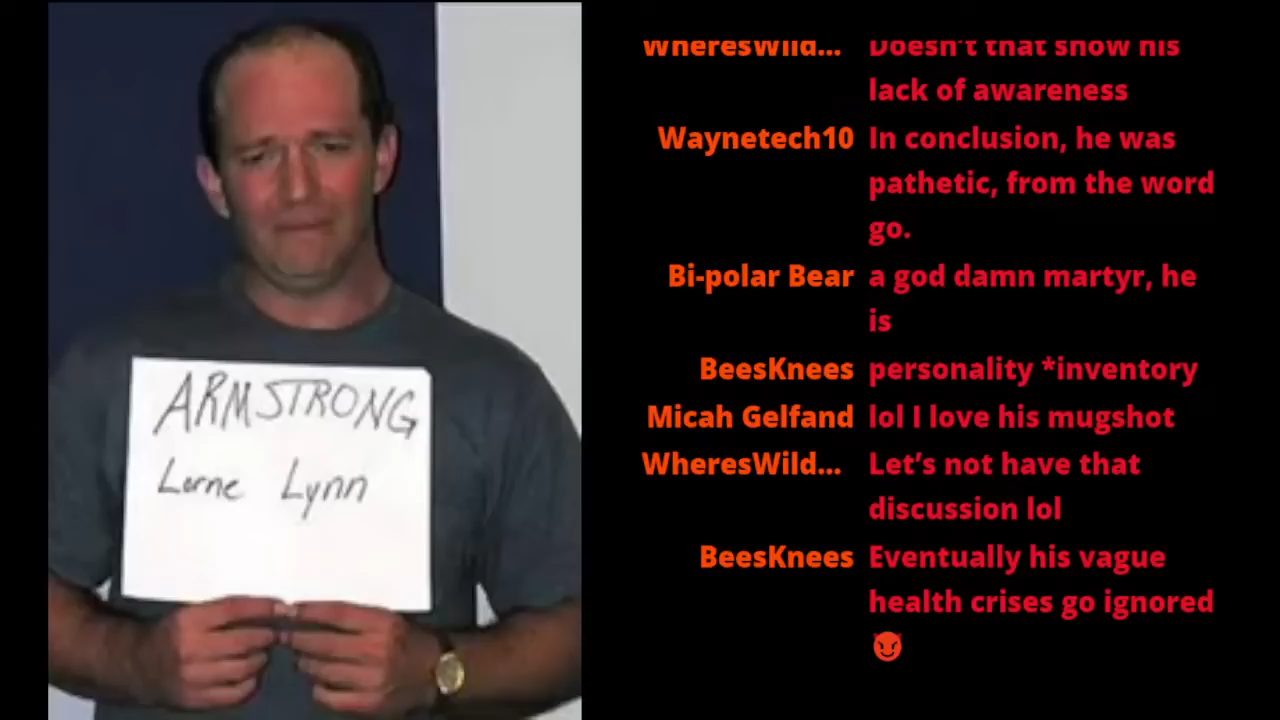 ARMSTRONG
Lorne Lynn
WheresWild... Doesn't that show his
lack of awareness
Waynetech10 In conclusion, he was
pathetic, from the word
go.
Bi-polar Bear a god damn martyr, he
is
BeesKnees personality *inventory
Micah Gelfand lol I love his mugshot
WheresWild... Let's not have that
discussion lol
BeesKnees Eventually his vague
health crises go ignored
😈